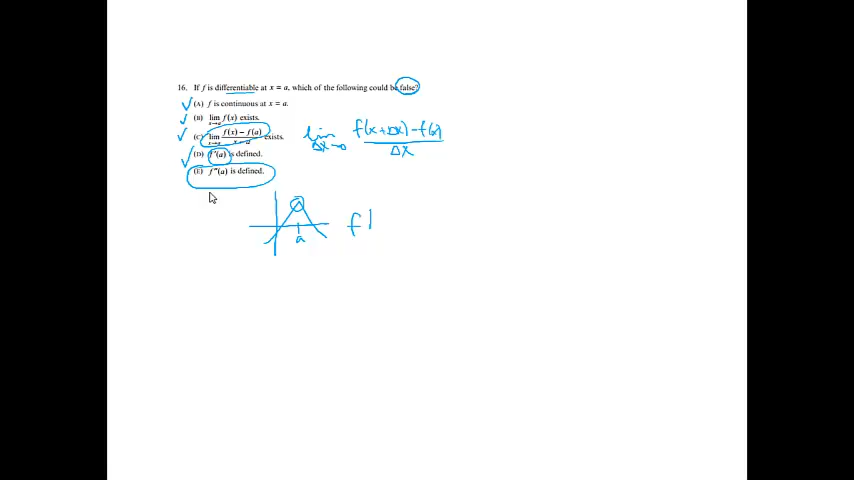 16. If f is differentiable at x = a, which of the following could be false?
(A) f is continuous at x = a.
(B) lim x→a f(x) exists.
(C) lim x→a f(x) − f(a) / x − a exists.
(D) f′(a) is defined.
(E) f″(a) is defined.
lim Δx→0 f(x+Δx) − f(x) / Δx
a
f